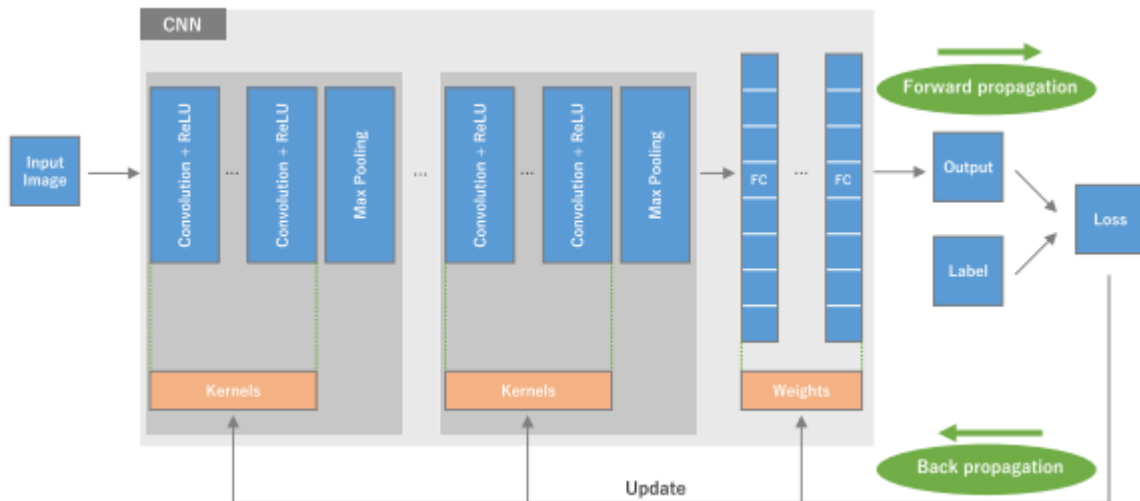 CNN
Forward propagation
Input
Image
Convolution + ReLU
...
Convolution + ReLU
Max Pooling
...
Convolution + ReLU
...
Convolution + ReLU
Max Pooling
FC
...
FC
Output
Label
Loss
Kernels
Kernels
Weights
Back propagation
Update